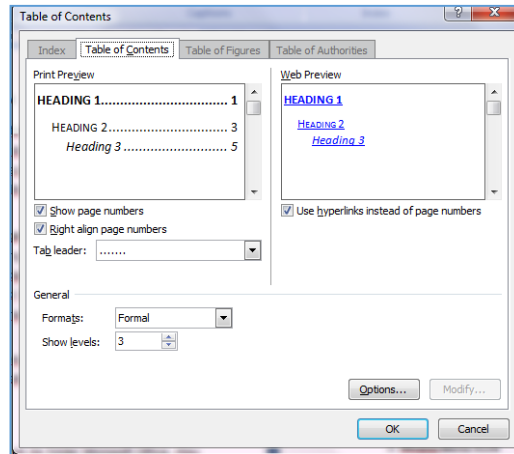 Table of Contents
Index Table of Contents Table of Figures Table of Authorities
Print Preview
HEADING 1.............................. 1
HEADING 2........................... 3
Heading 3 ........................ 5
Web Preview
HEADING 1
HEADING 2
Heading 3
Show page numbers
Right align page numbers
Tab leader: .......
Use hyperlinks instead of page numbers
General
Formats: Formal
Show levels: 3
Options... Modify...
OK Cancel